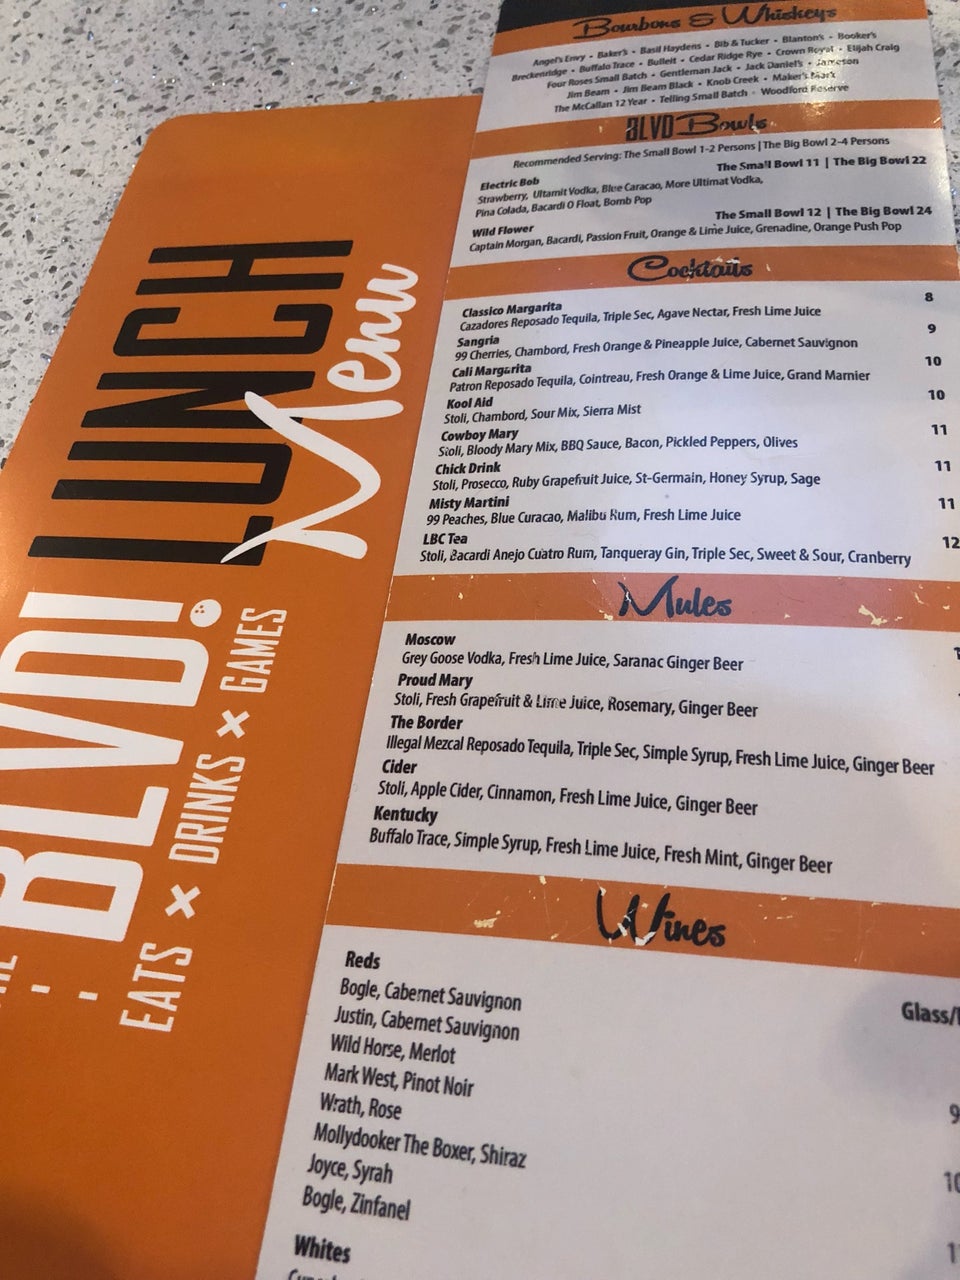 Bourbons & Whiskeys
Angel's Envy • Baker's • Basil Haydens • Bib & Tucker • Blanton's • Booker's
Breckenridge • Buffalo Trace • Bulleit • Cedar Ridge Rye • Crown Royal • Elijah Craig
Four Roses Small Batch • Gentleman Jack • Jack Daniel's • Jameson
Jim Beam • Jim Beam Black • Knob Creek • Maker's Mark
The McCallan 12 Year • Telling Small Batch • Woodford Reserve
BLVD Bowls
Recommended Serving: The Small Bowl 1-2 Persons | The Big Bowl 2-4 Persons
The Small Bowl 11 | The Big Bowl 22
Electric Bob
Strawberry, Ultamit Vodka, Blue Caracao, More Ultimat Vodka,
Pina Colada, Bacardi O Float, Bomb Pop
The Small Bowl 12 | The Big Bowl 24
Wild Flower
Captain Morgan, Bacardi, Passion Fruit, Orange & Lime Juice, Grenadine, Orange Push Pop
Cocktails
Classico Margarita 8
Cazadores Reposado Tequila, Triple Sec, Agave Nectar, Fresh Lime Juice
Sangria 9
99 Cherries, Chambord, Fresh Orange & Pineapple Juice, Cabernet Sauvignon
Cali Margarita 10
Patron Reposado Tequila, Cointreau, Fresh Orange & Lime Juice, Grand Marnier
Kool Aid 10
Stoli, Chambord, Sour Mix, Sierra Mist
Cowboy Mary 11
Stoli, Bloody Mary Mix, BBQ Sauce, Bacon, Pickled Peppers, Olives
Chick Drink 11
Stoli, Prosecco, Ruby Grapefruit Juice, St-Germain, Honey Syrup, Sage
Misty Martini 11
99 Peaches, Blue Curacao, Malibu Rum, Fresh Lime Juice
LBC Tea 12
Stoli, Bacardi Anejo Cuatro Rum, Tanqueray Gin, Triple Sec, Sweet & Sour, Cranberry
Mules
Moscow
Grey Goose Vodka, Fresh Lime Juice, Saranac Ginger Beer
Proud Mary
Stoli, Fresh Grapefruit & Lime Juice, Rosemary, Ginger Beer
The Border
Illegal Mezcal Reposado Tequila, Triple Sec, Simple Syrup, Fresh Lime Juice, Ginger Beer
Cider
Stoli, Apple Cider, Cinnamon, Fresh Lime Juice, Ginger Beer
Kentucky
Buffalo Trace, Simple Syrup, Fresh Lime Juice, Fresh Mint, Ginger Beer
Wines
Reds
Glass/
Bogle, Cabernet Sauvignon
Justin, Cabernet Sauvignon
Wild Horse, Merlot
Mark West, Pinot Noir
Wrath, Rose
Mollydooker The Boxer, Shiraz
Joyce, Syrah
Bogle, Zinfanel
Whites
BLVD! LUNCH
Menu
EATS × DRINKS × GAMES